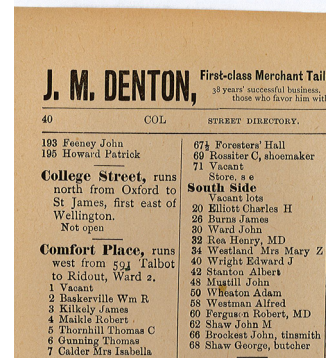 J. M. DENTON,
First-class Merchant Tail
38 years' successful business.
those who favor him with
40 COL STREET DIRECTORY.
193 Feeney John
195 Howard Patrick
College Street, runs
north from Oxford to
St James, first east of
Wellington.
Not open
Comfort Place, runs
west from 594 Talbot
to Ridout, Ward 2.
1 Vacant
2 Baskerville Wm R
3 Kilkely James
4 Maikle Robert
5 Thornhill Thomas C
6 Gunning Thomas
7 Calder Mrs Isabella
67½ Foresters' Hall
69 Rossiter C, shoemaker
71 Vacant
Store, s e
South Side
Vacant lots
20 Elliott Charles H
26 Burns James
30 Ward John
32 Rea Henry, MD
34 Westland Mrs Mary Z
40 Wright Edward J
42 Stanton Albert
48 Mustill John
50 Wheaton Adam
58 Westman Alfred
60 Ferguson Robert, MD
62 Shaw John M
66 Brockest John, tinsmith
68 Shaw George, butcher